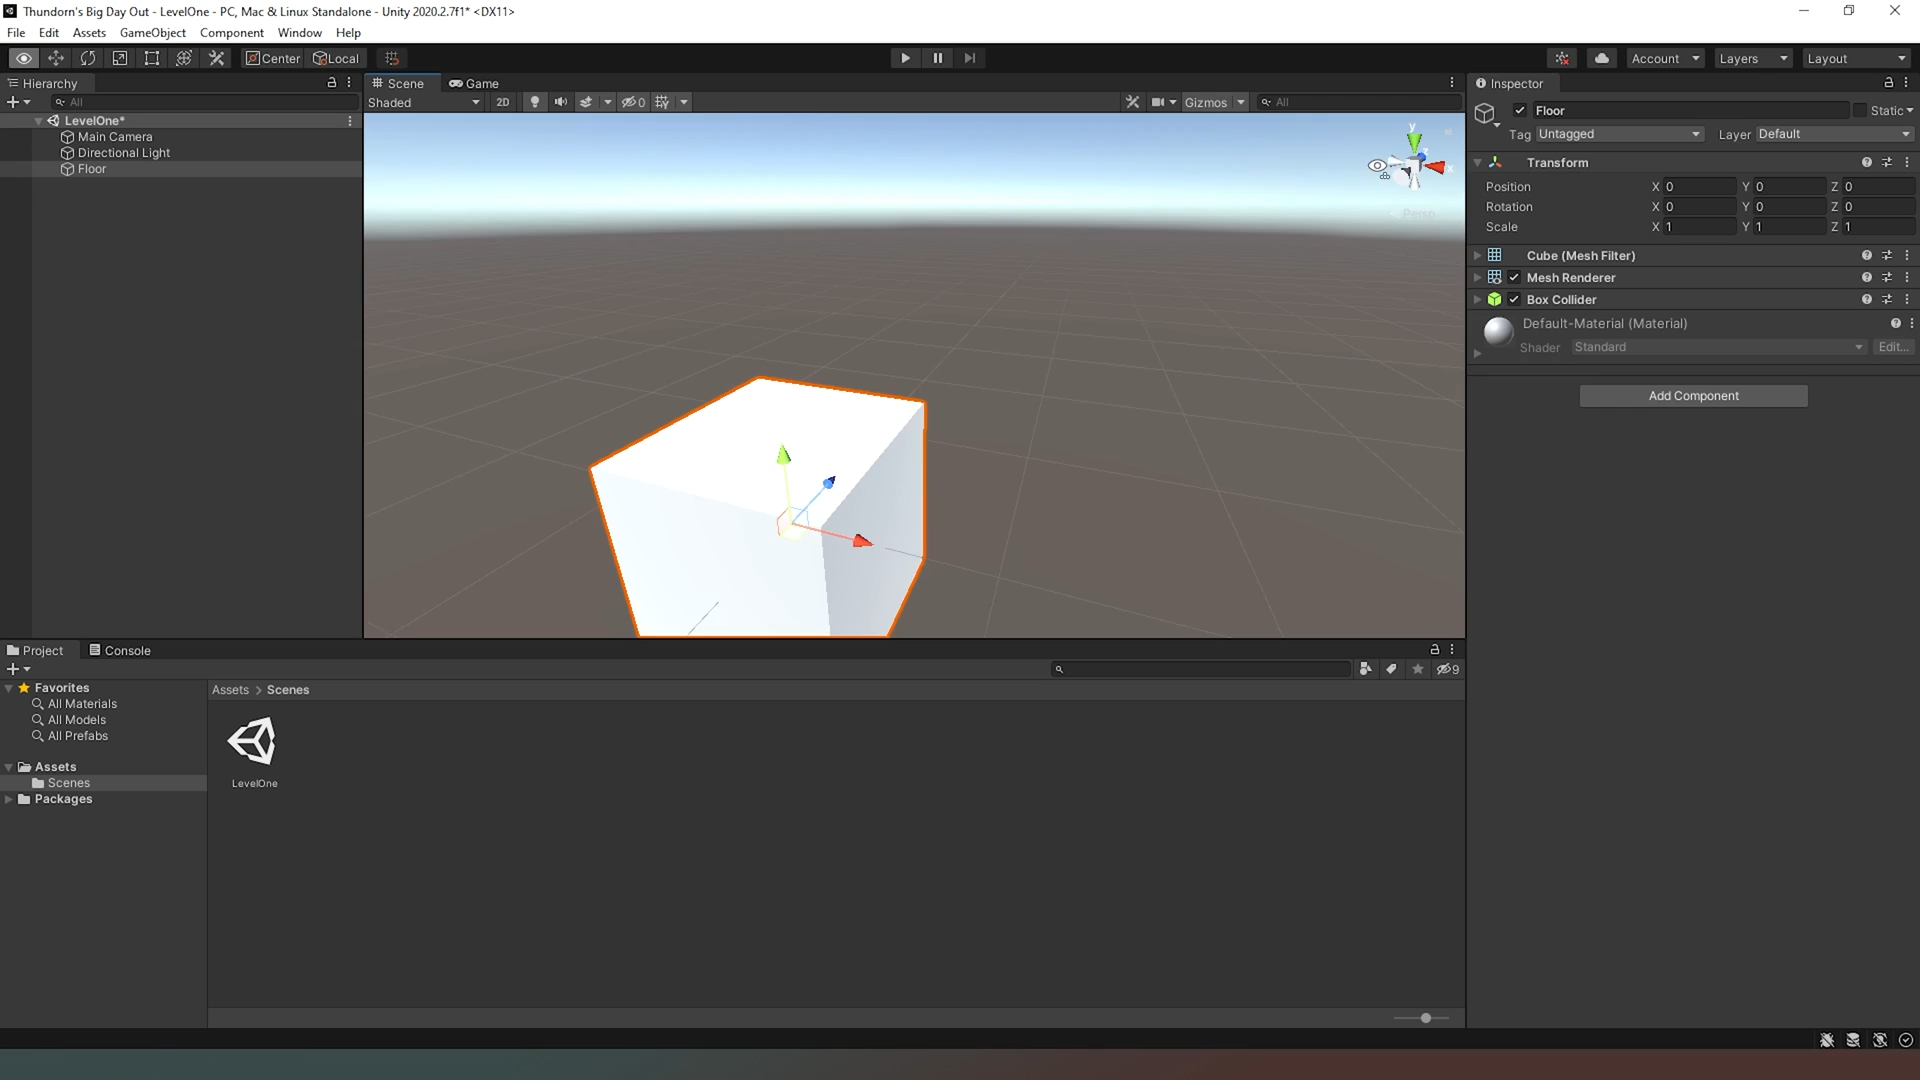 Thundorn's Big Day Out - LevelOne - PC, Mac & Linux Standalone - Unity 2020.2.7f1* <DX11>
File Edit Assets GameObject Component Window Help
Center Local Account Layers Layout
Hierarchy
All
LevelOne*
Main Camera
Directional Light
Floor
Scene Game
Shaded 2D 0 Gizmos All
y
x
Persp
Inspector
Floor Static
Tag Untagged Layer Default
Transform
Position X 0 Y 0 Z 0
Rotation X 0 Y 0 Z 0
Scale X 1 Y 1 Z 1
Cube (Mesh Filter)
Mesh Renderer
Box Collider
Default-Material (Material)
Shader Standard Edit...
Add Component
Project Console
9
Favorites
All Materials
All Models
All Prefabs
Assets
Scenes
Packages
Assets > Scenes
LevelOne